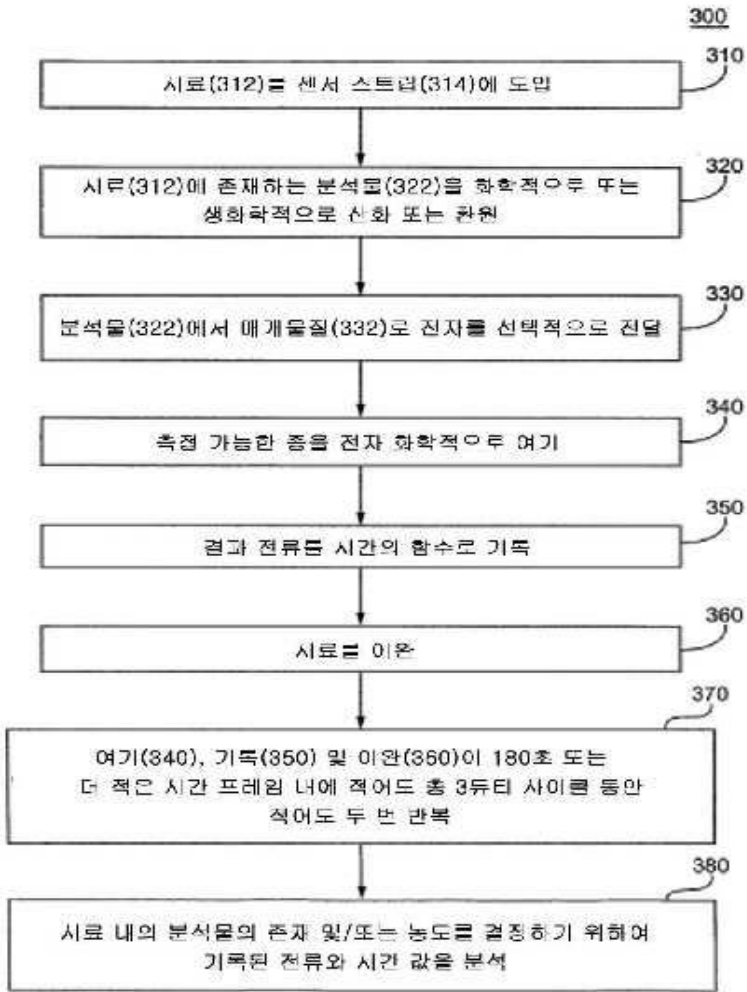 300
310
시료(312)를 센서 스트립(314)에 도입
320
시료(312)에 존재하는 분석물(322)을 화학적으로 또는
생화학적으로 산화 또는 환원
330
분석물(322)에서 매개물질(332)로 전자를 선택적으로 전달
340
측정 가능한 종을 전자 화학적으로 여기
350
결과 전류를 시간의 함수로 기록
360
시료를 이완
370
여기(340), 기록(350) 및 이완(360)이 180초 또는
더 적은 시간 프레임 내에 적어도 총 3듀티 사이클 동안
적어도 두 번 반복
380
시료 내의 분석물의 존재 및/또는 농도를 결정하기 위하여
기록된 전류와 시간 값을 분석